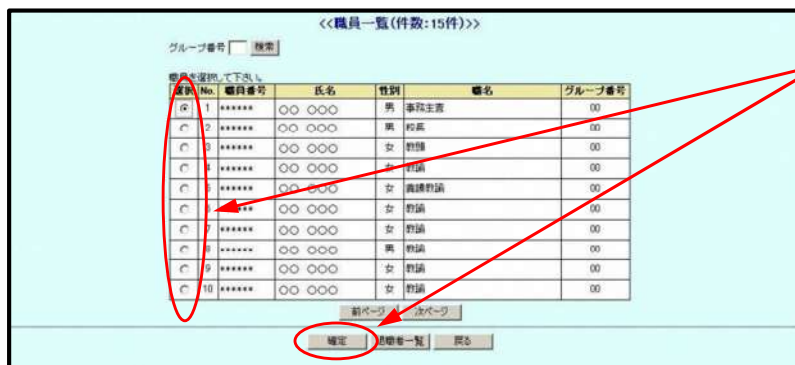 <<職員一覧(件数:15件)>>
グループ番号 検索
職員を選択して下さい。
選択 No. 職員番号 氏名 性別 職名 グループ番号
1 ****** ○○ ○○○ 男 事務主査 00
2 ****** ○○ ○○○ 男 校長 00
3 ****** ○○ ○○○ 女 教頭 00
4 ****** ○○ ○○○ 女 教諭 00
5 ****** ○○ ○○○ 女 養護教諭 00
6 ****** ○○ ○○○ 女 教諭 00
7 ****** ○○ ○○○ 女 教諭 00
8 ****** ○○ ○○○ 男 教諭 00
9 ****** ○○ ○○○ 女 教諭 00
10 ****** ○○ ○○○ 女 教諭 00
前ページ 次ページ
確定 退職者一覧 戻る